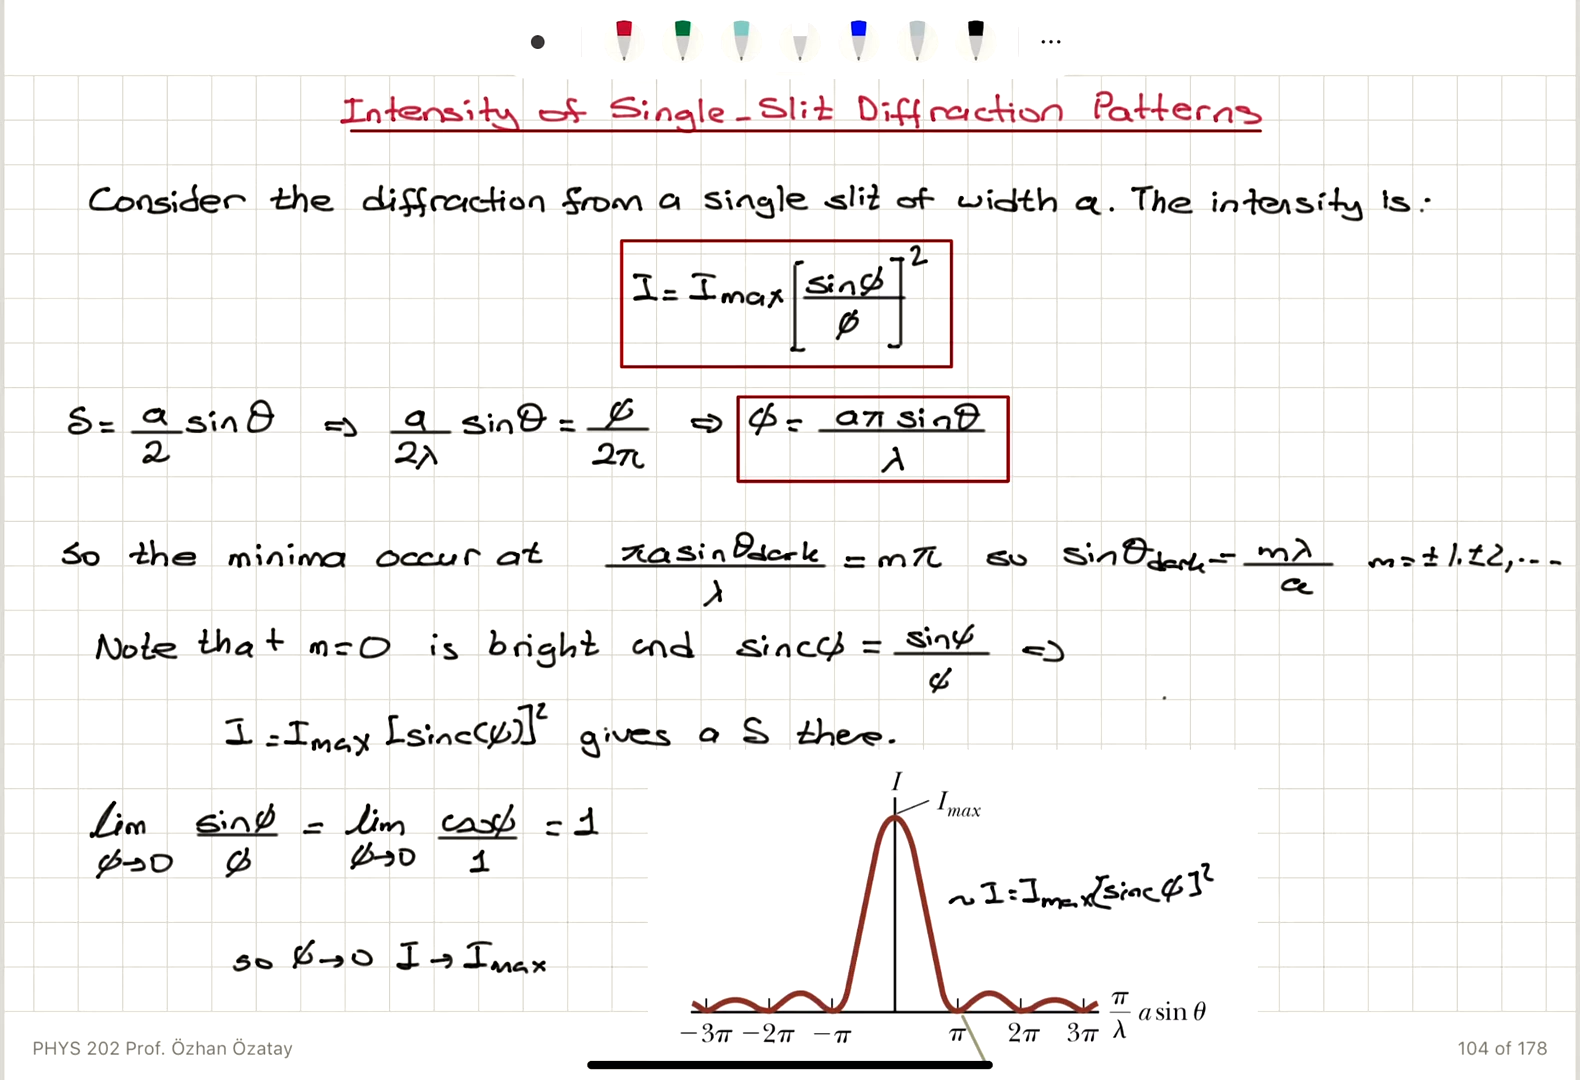 ...
Intensity of Single-Slit Diffraction Patterns
Consider the diffraction from a single slit of width a. The intensity is:
I = Imax [sinϕ/ϕ]²
S = a/2 sinθ ⇒ a/2λ sinθ = ϕ/2π ⇒ ϕ = aπ sinθ/λ
So the minima occur at πa sinθdark/λ = mπ so sinθdark = mλ/a m = ±1, ±2, ...
Note that m=0 is bright and sincϕ = sinϕ/ϕ ⇒
I = Imax [sinc(ϕ)]² gives a S there.
lim ϕ→0 sinϕ/ϕ = lim ϕ→0 cosϕ/1 = 1
so ϕ→0 I → Imax
I
Imax
~ I = Imax [sinc ϕ]²
−3π −2π −π π 2π 3π π/λ a sin θ
PHYS 202 Prof. Özhan Özatay
104 of 178